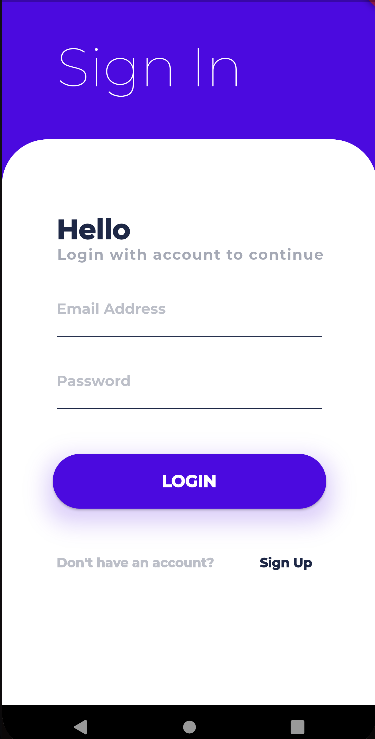 Sign In
Hello
Login with account to continue
Email Address
Password
LOGIN
Don't have an account? Sign Up